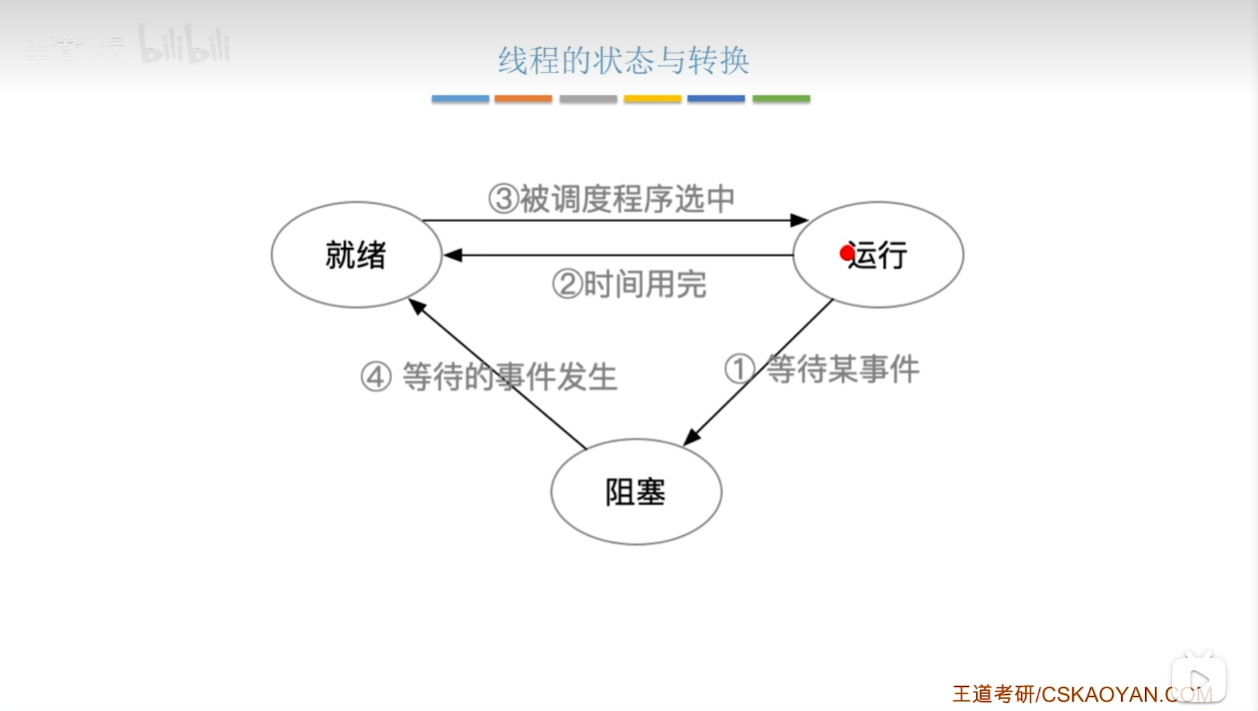 bilibili
线程的状态与转换
③被调度程序选中
就绪
运行
②时间用完
④ 等待的事件发生
① 等待某事件
阻塞
王道考研/CSKAOYAN.COM